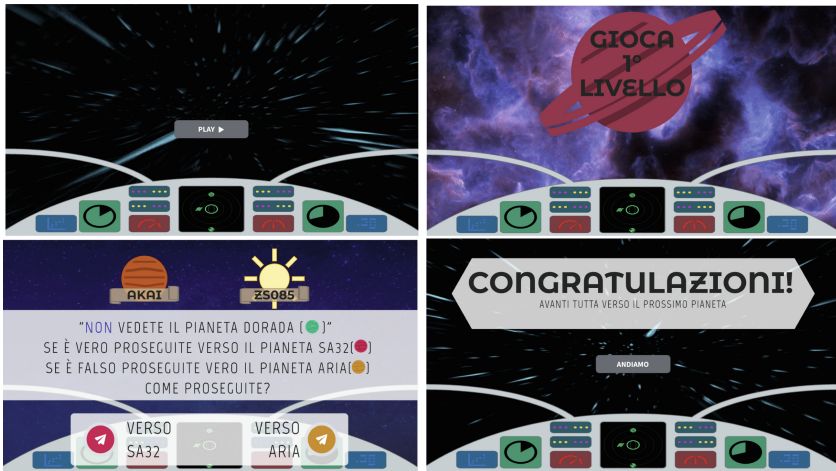 PLAY
GIOCA
1°
LIVELLO
AKAI
ZS085
"NON VEDETE IL PIANETA DORADA ( )"
SE È VERO PROSEGUITE VERSO IL PIANETA SA32( )
SE È FALSO PROSEGUITE VERO IL PIANETA ARIA( )
COME PROSEGUITE?
VERSO
SA32
VERSO
ARIA
CONGRATULAZIONI!
AVANTI TUTTA VERSO IL PROSSIMO PIANETA
ANDIAMO